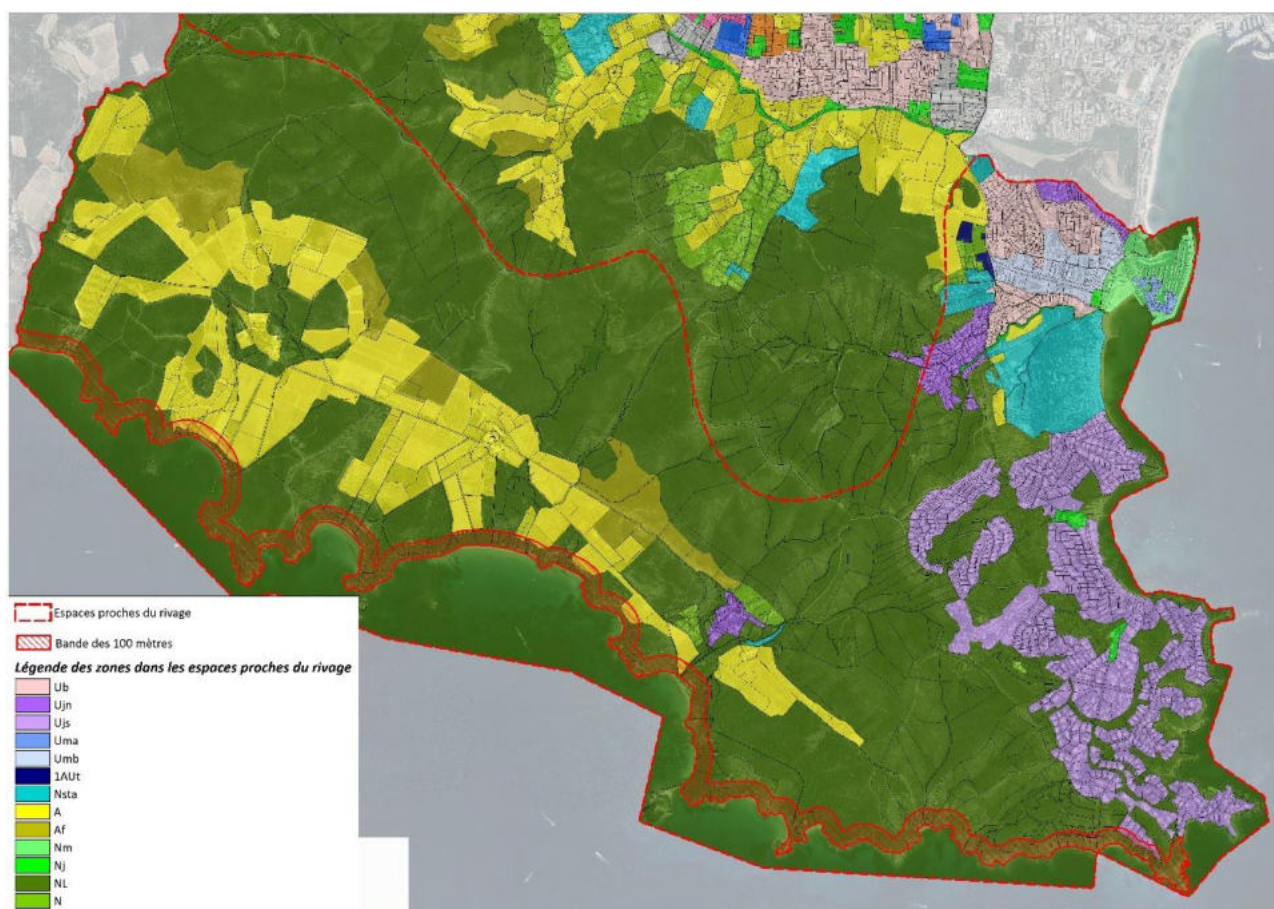 Espaces proches du rivage
Bande des 100 mètres
Légende des zones dans les espaces proches du rivage
Ub
Ujn
Ujs
Uma
Umb
1AUt
Nsta
A
Af
Nm
Nj
NL
N